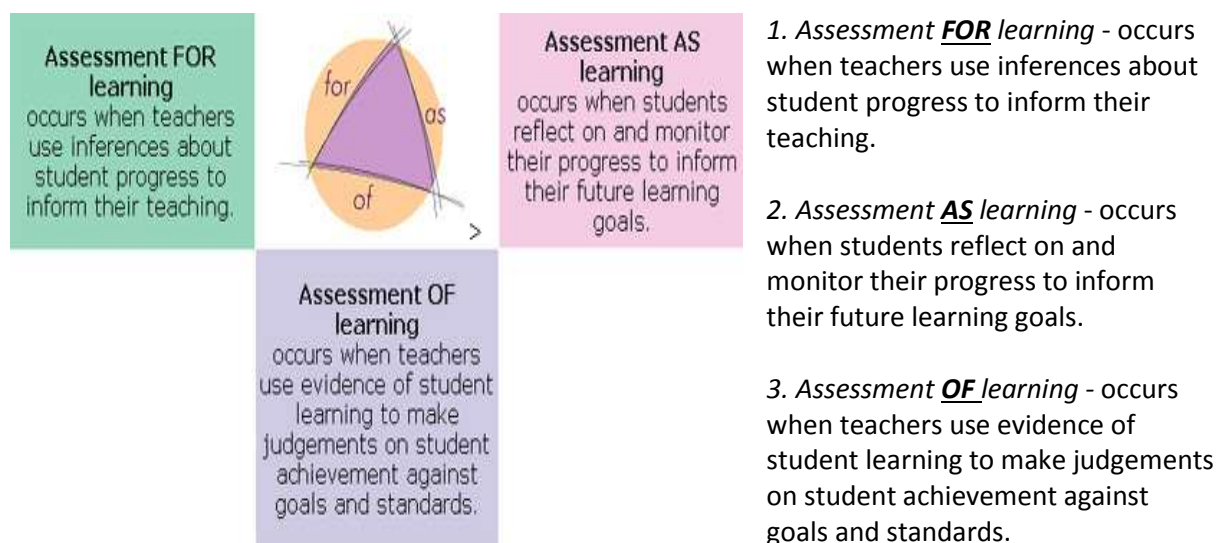 Assessment FOR
learning
occurs when teachers
use inferences about
student progress to
inform their teaching.
for
as
of
>
Assessment AS
learning
occurs when students
reflect on and monitor
their progress to inform
their future learning
goals.
Assessment OF
learning
occurs when teachers
use evidence of student
learning to make
judgements on student
achievement against
goals and standards.
1. Assessment FOR learning - occurs
when teachers use inferences about
student progress to inform their
teaching.
2. Assessment AS learning - occurs
when students reflect on and
monitor their progress to inform
their future learning goals.
3. Assessment OF learning - occurs
when teachers use evidence of
student learning to make judgements
on student achievement against
goals and standards.